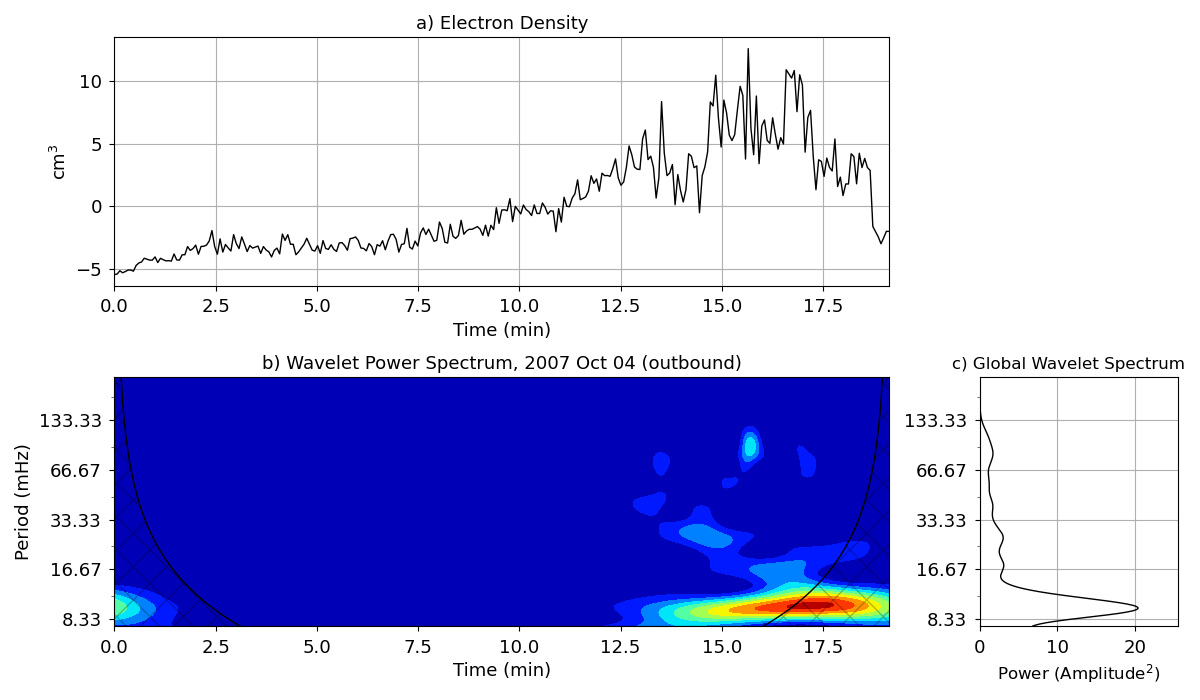 a) Electron Density
cm³
10
5
0
−5
0.0 2.5 5.0 7.5 10.0 12.5 15.0 17.5
Time (min)
b) Wavelet Power Spectrum, 2007 Oct 04 (outbound)
c) Global Wavelet Spectrum
Period (mHz)
133.33
66.67
33.33
16.67
8.33
0.0 2.5 5.0 7.5 10.0 12.5 15.0 17.5
Time (min)
133.33
66.67
33.33
16.67
8.33
0 10 20
Power (Amplitude²)